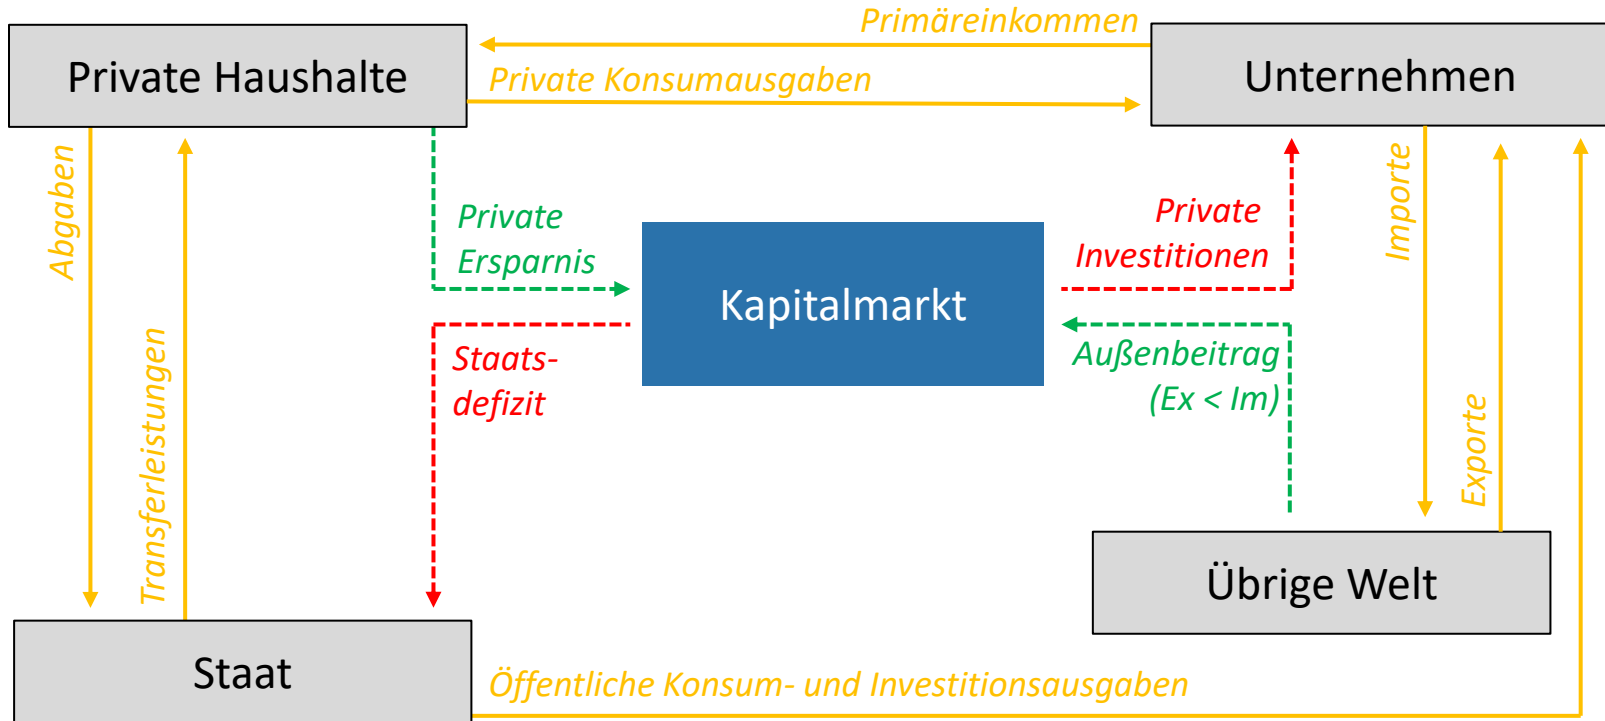 Primäreinkommen
Private Haushalte
Unternehmen
Private Konsumausgaben
Abgaben
Transferleistungen
Private
Ersparnis
Kapitalmarkt
Private
Investitionen
Importe
Exporte
Staats-
defizit
Außenbeitrag
(Ex < Im)
Übrige Welt
Staat
Öffentliche Konsum- und Investitionsausgaben